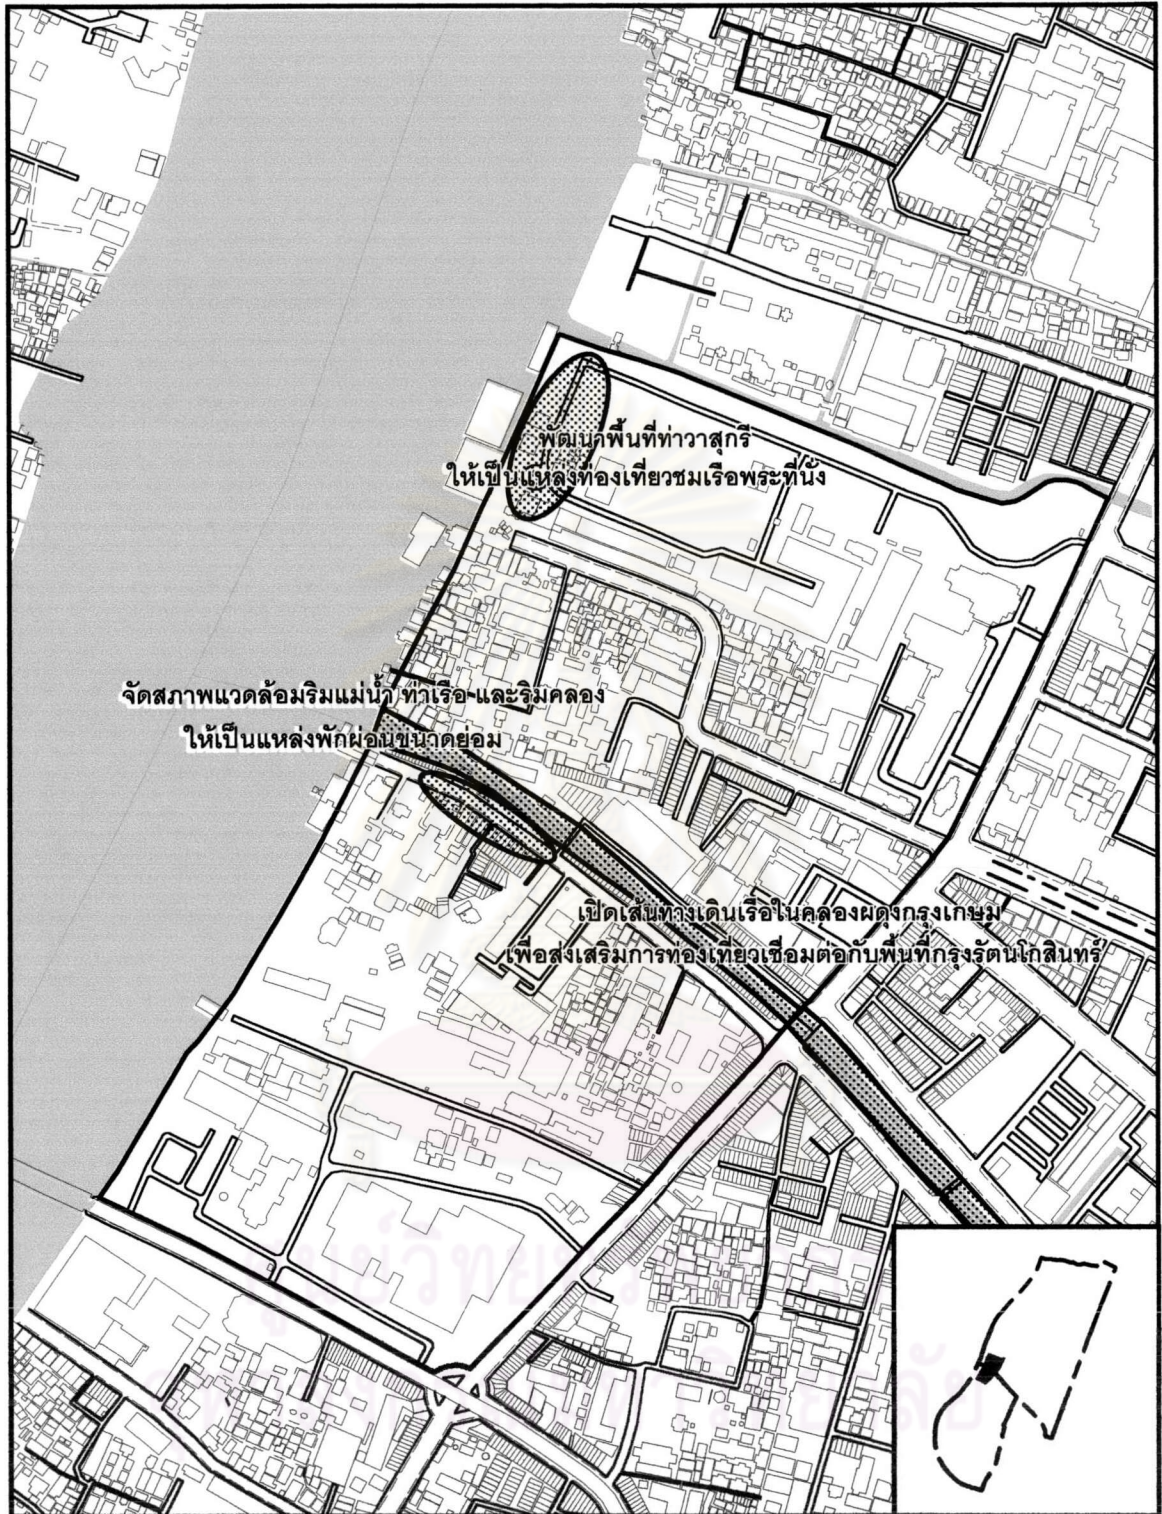 พัฒนาพื้นที่ท่าวาสุกรี
ให้เป็นแหล่งท่องเที่ยวชมเรือพระที่นั่ง
จัดสภาพแวดล้อมริมแม่น้ำ ท่าเรือ และริมคลอง
ให้เป็นแหล่งพักผ่อนขนาดย่อม
เปิดเส้นทางเดินเรือในคลองผดุงกรุงเกษม
เพื่อส่งเสริมการท่องเที่ยวเชื่อมต่อกับพื้นที่กรุงรัตนโกสินทร์